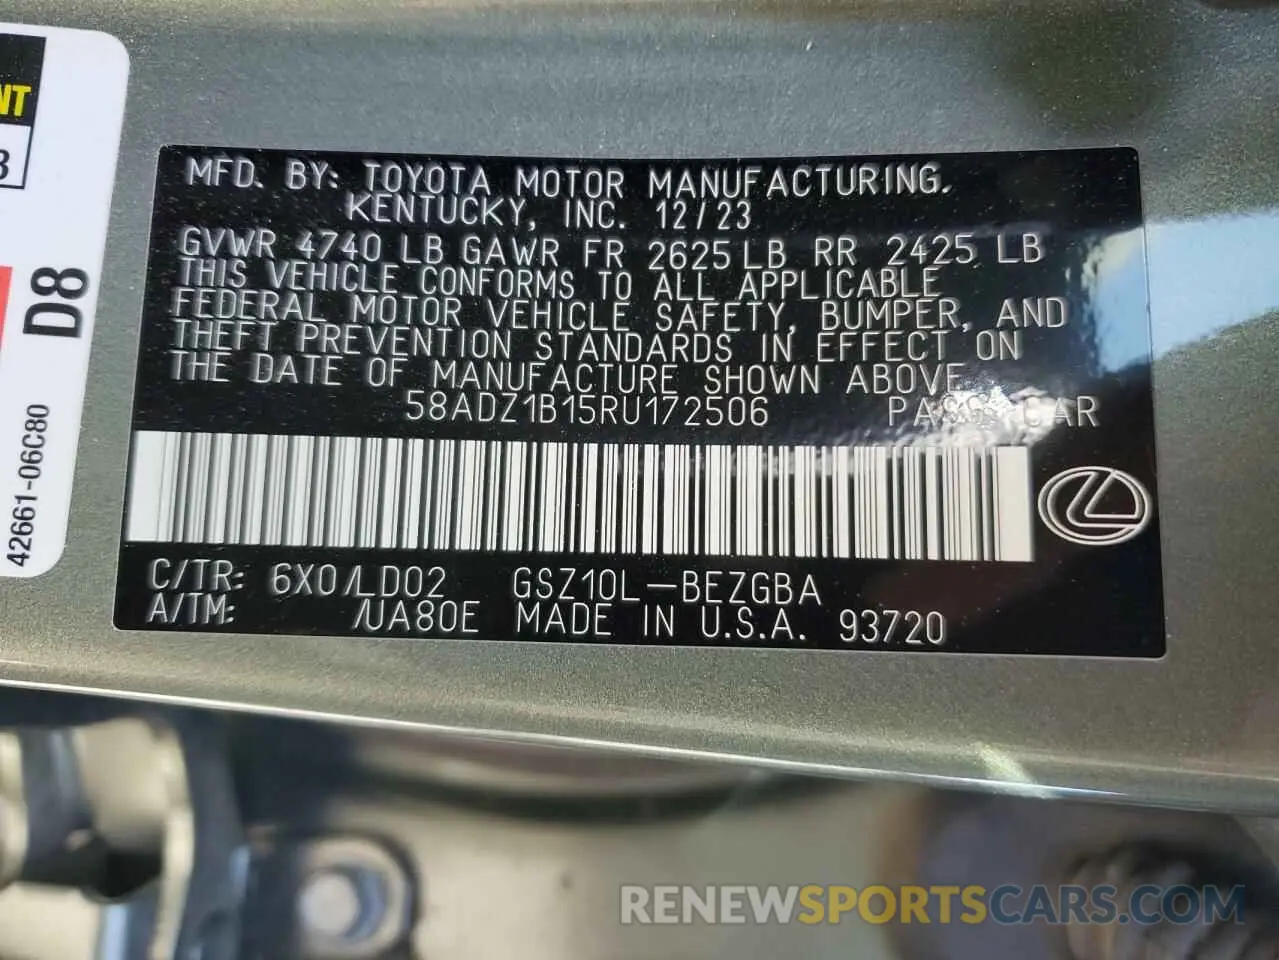 NT
D8
42661-06C80
MFD. BY: TOYOTA MOTOR MANUFACTURING,
KENTUCKY, INC. 12/23
GVWR 4740 LB GAWR FR 2625 LB RR 2425 LB
THIS VEHICLE CONFORMS TO ALL APPLICABLE
FEDERAL MOTOR VEHICLE SAFETY, BUMPER, AND
THEFT PREVENTION STANDARDS IN EFFECT ON
THE DATE OF MANUFACTURE SHOWN ABOVE.
58ADZ1B15RU172506 PASS. CAR
C/TR: 6X0/LD02 GSZ10L-BEZGBA
A/TM: /UA80E MADE IN U.S.A. 93720
RENEWSPORTSCARS.COM